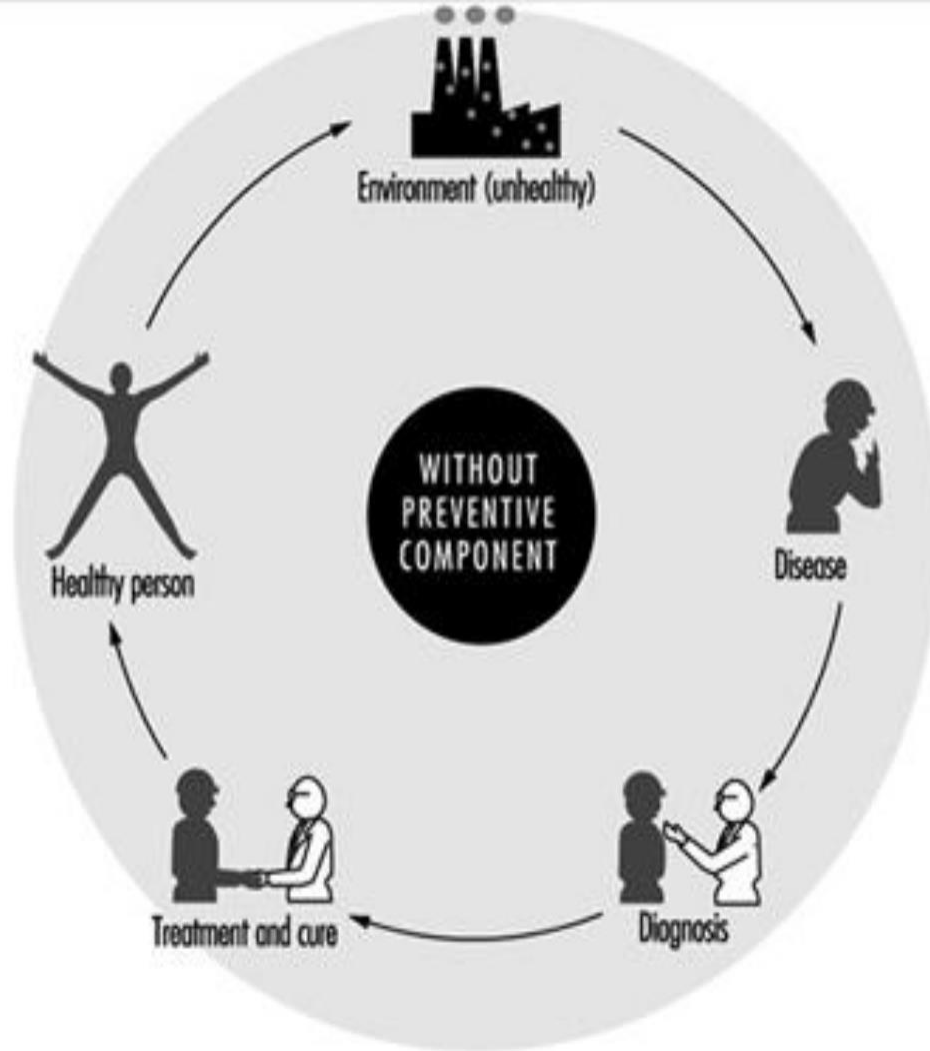 Environment (unhealthy)
WITHOUT
PREVENTIVE
COMPONENT
Disease
Healthy person
Diagnosis
Treatment and cure